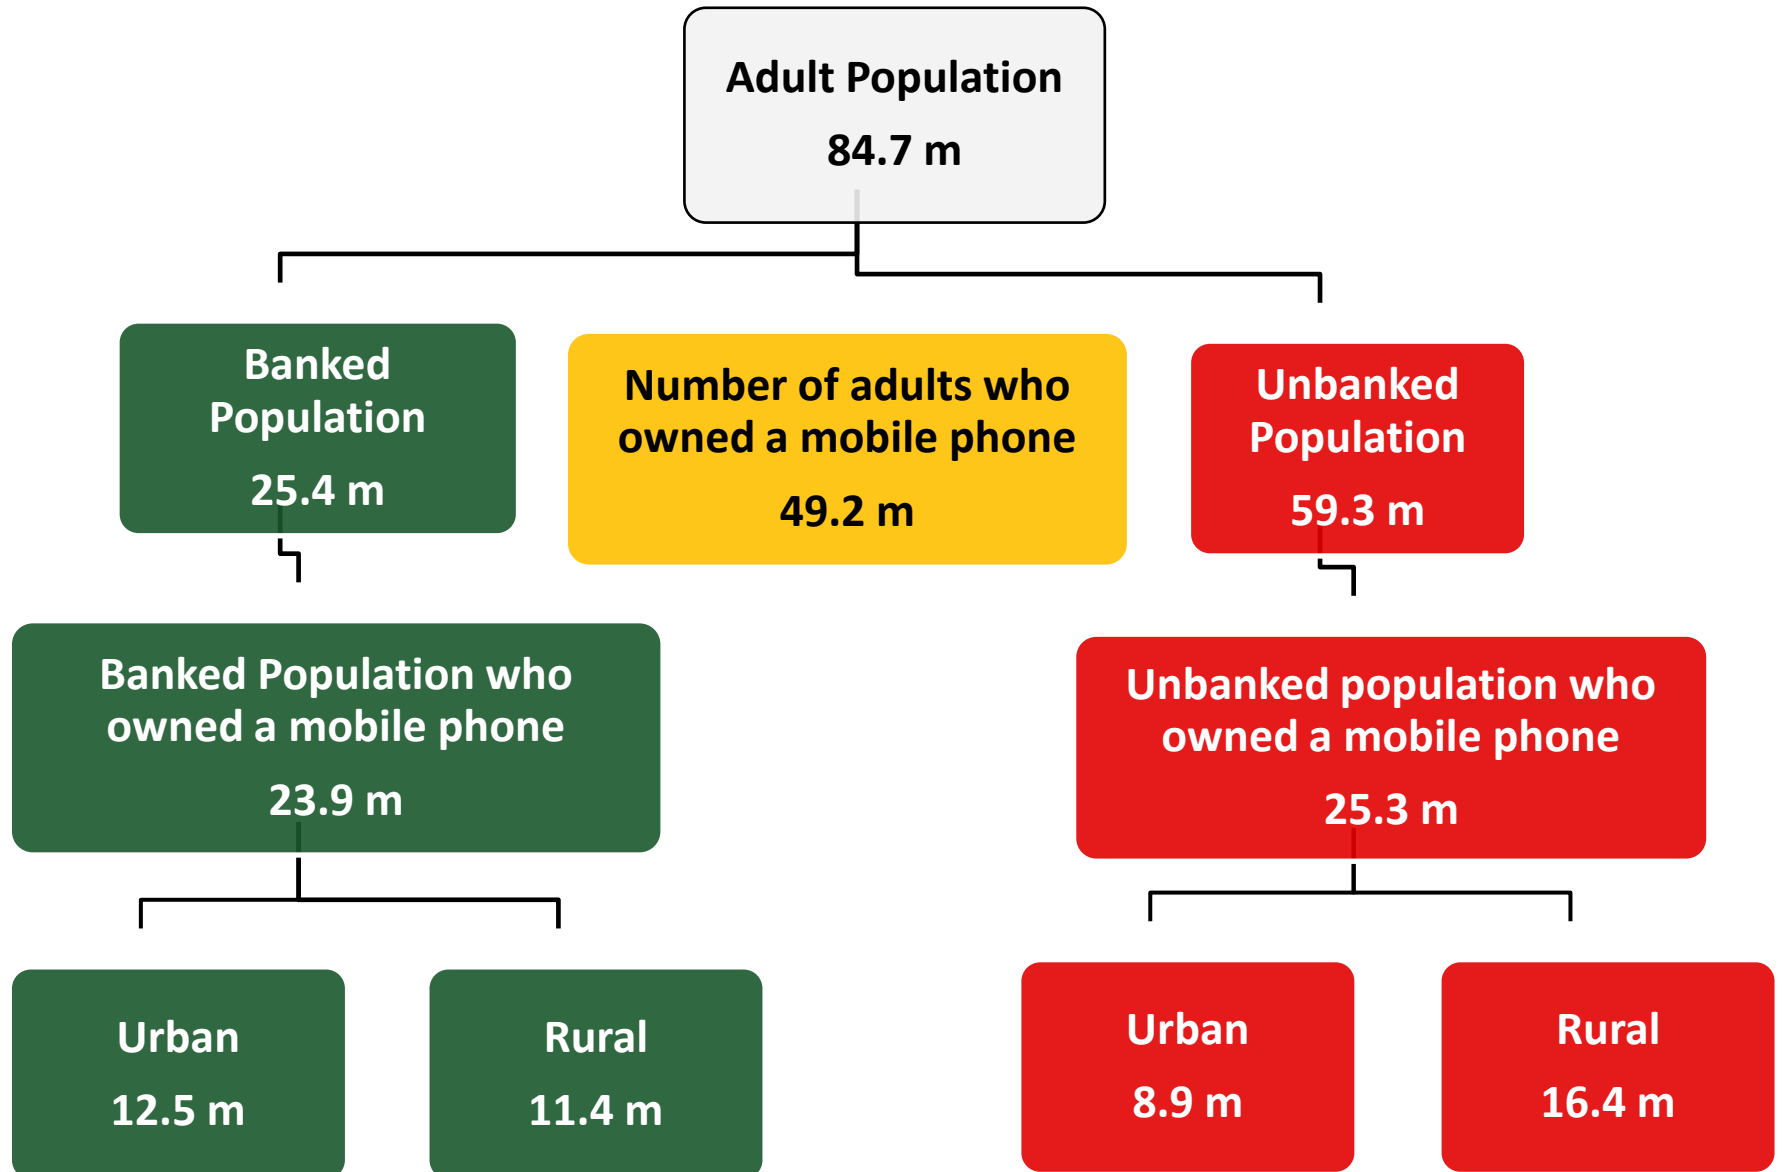 Adult Population
84.7 m
Banked
Population
25.4 m
Number of adults who
owned a mobile phone
49.2 m
Unbanked
Population
59.3 m
Banked Population who
owned a mobile phone
23.9 m
Unbanked population who
owned a mobile phone
25.3 m
Urban
12.5 m
Rural
11.4 m
Urban
8.9 m
Rural
16.4 m